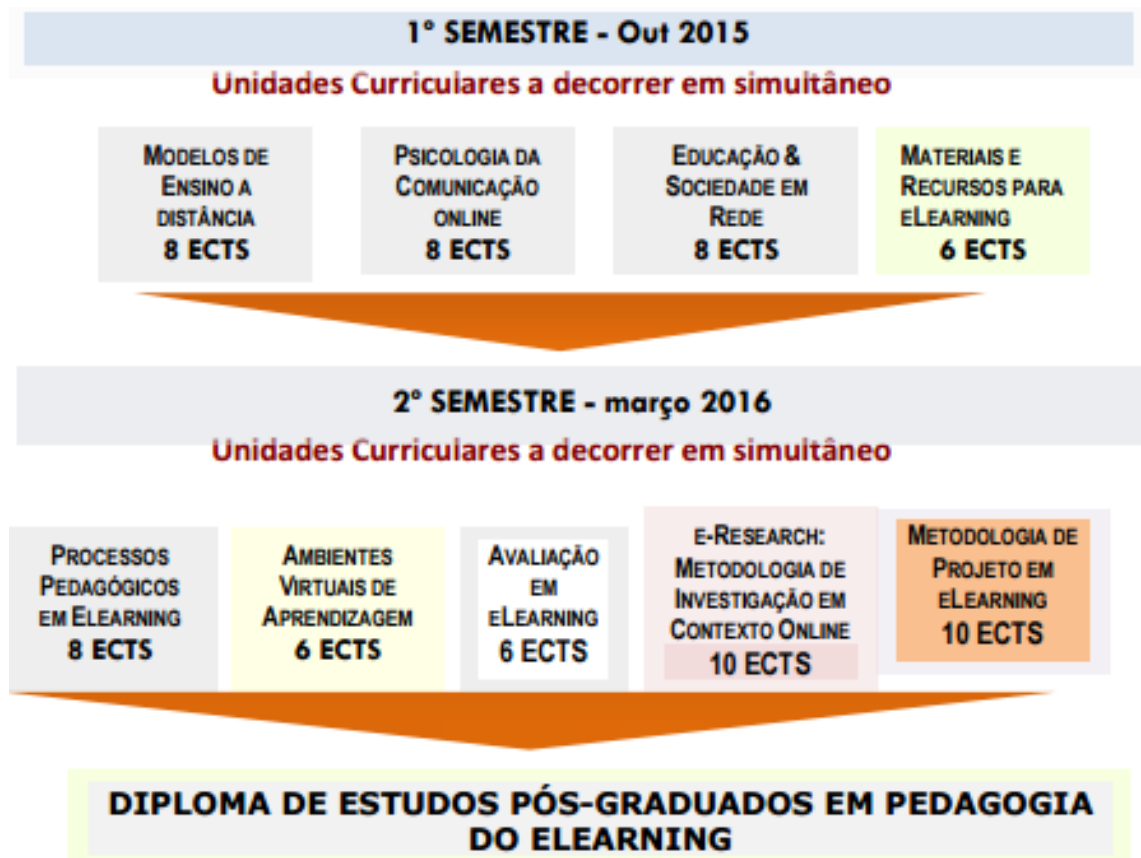 1º SEMESTRE - Out 2015
Unidades Curriculares a decorrer em simultâneo
MODELOS DE
ENSINO A
DISTÂNCIA
8 ECTS
PSICOLOGIA DA
COMUNICAÇÃO
ONLINE
8 ECTS
EDUCAÇÃO &
SOCIEDADE EM
REDE
8 ECTS
MATERIAIS E
RECURSOS PARA
ELEARNING
6 ECTS
2º SEMESTRE - março 2016
Unidades Curriculares a decorrer em simultâneo
PROCESSOS
PEDAGÓGICOS
EM ELEARNING
8 ECTS
AMBIENTES
VIRTUAIS DE
APRENDIZAGEM
6 ECTS
AVALIAÇÃO
EM
ELEARNING
6 ECTS
E-RESEARCH:
METODOLOGIA DE
INVESTIGAÇÃO EM
CONTEXTO ONLINE
10 ECTS
METODOLOGIA DE
PROJETO EM
ELEARNING
10 ECTS
DIPLOMA DE ESTUDOS PÓS-GRADUADOS EM PEDAGOGIA
DO ELEARNING